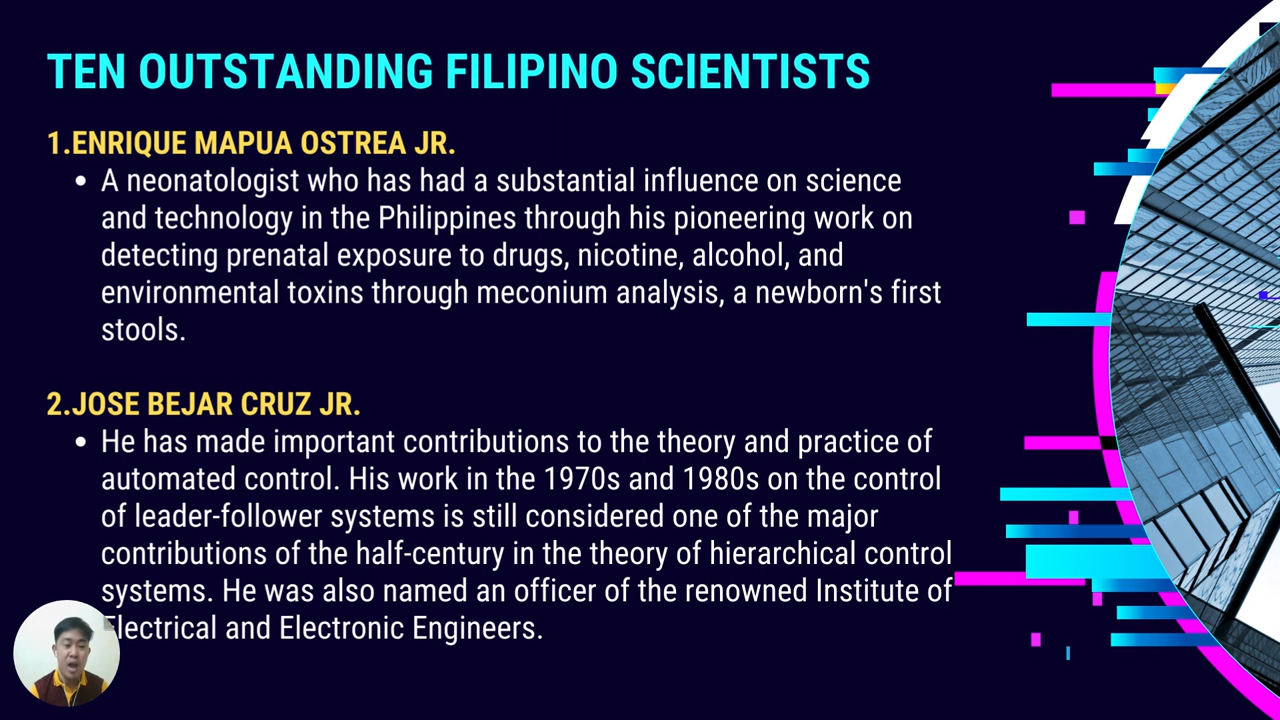 TEN OUTSTANDING FILIPINO SCIENTISTS
1.ENRIQUE MAPUA OSTREA JR.
• A neonatologist who has had a substantial influence on science
and technology in the Philippines through his pioneering work on
detecting prenatal exposure to drugs, nicotine, alcohol, and
environmental toxins through meconium analysis, a newborn's first
stools.
2.JOSE BEJAR CRUZ JR.
• He has made important contributions to the theory and practice of
automated control. His work in the 1970s and 1980s on the control
of leader-follower systems is still considered one of the major
contributions of the half-century in the theory of hierarchical control
systems. He was also named an officer of the renowned Institute of
Electrical and Electronic Engineers.